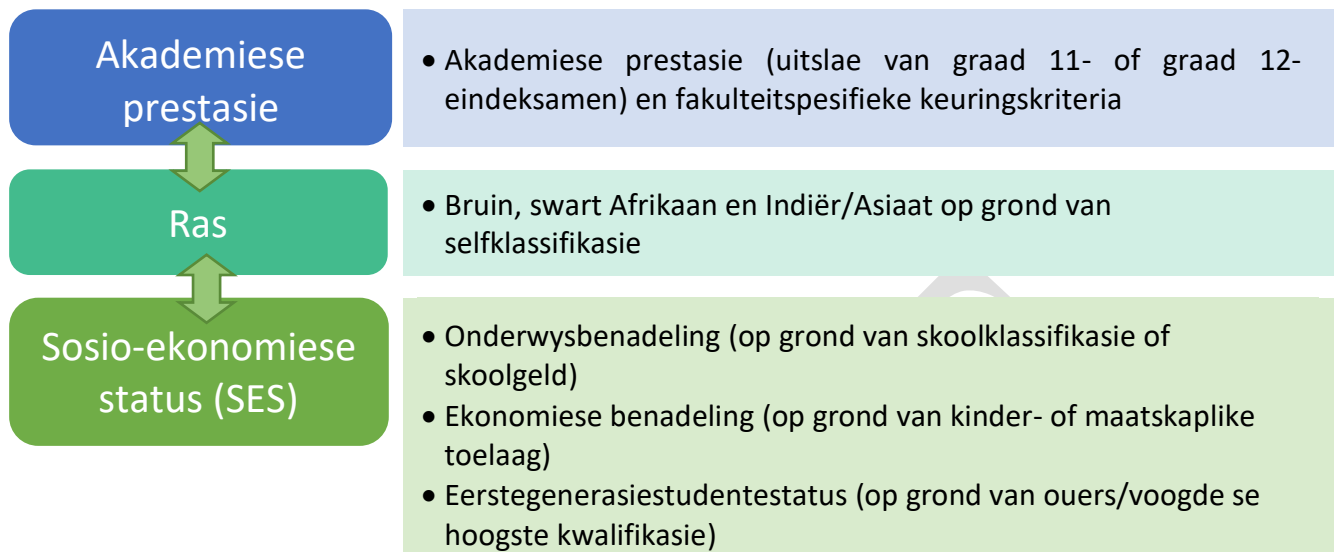 Akademiese
prestasie
• Akademiese prestasie (uitslae van graad 11- of graad 12-
eindeksamen) en fakulteitspesifieke keuringskriteria
Ras
• Bruin, swart Afrikaan en Indiër/Asiaat op grond van
selfklassifikasie
Sosio-ekonomiese
status (SES)
• Onderwysbenadeling (op grond van skoolklassifikasie of
skoolgeld)
• Ekonomiese benadeling (op grond van kinder- of maatskaplike
toelaag)
• Eerstegenerasiestudentestatus (op grond van ouers/voogde se
hoogste kwalifikasie)